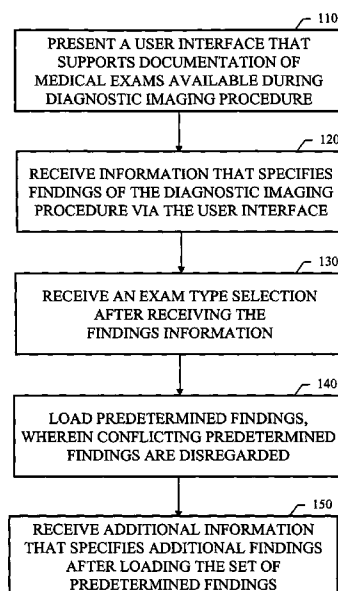 110
PRESENT A USER INTERFACE THAT
SUPPORTS DOCUMENTATION OF
MEDICAL EXAMS AVAILABLE DURING
DIAGNOSTIC IMAGING PROCEDURE
120
RECEIVE INFORMATION THAT SPECIFIES
FINDINGS OF THE DIAGNOSTIC IMAGING
PROCEDURE VIA THE USER INTERFACE
130
RECEIVE AN EXAM TYPE SELECTION
AFTER RECEIVING THE
FINDINGS INFORMATION
140
LOAD PREDETERMINED FINDINGS,
WHEREIN CONFLICTING PREDETERMINED
FINDINGS ARE DISREGARDED
150
RECEIVE ADDITIONAL INFORMATION
THAT SPECIFIES ADDITIONAL FINDINGS
AFTER LOADING THE SET OF
PREDETERMINED FINDINGS